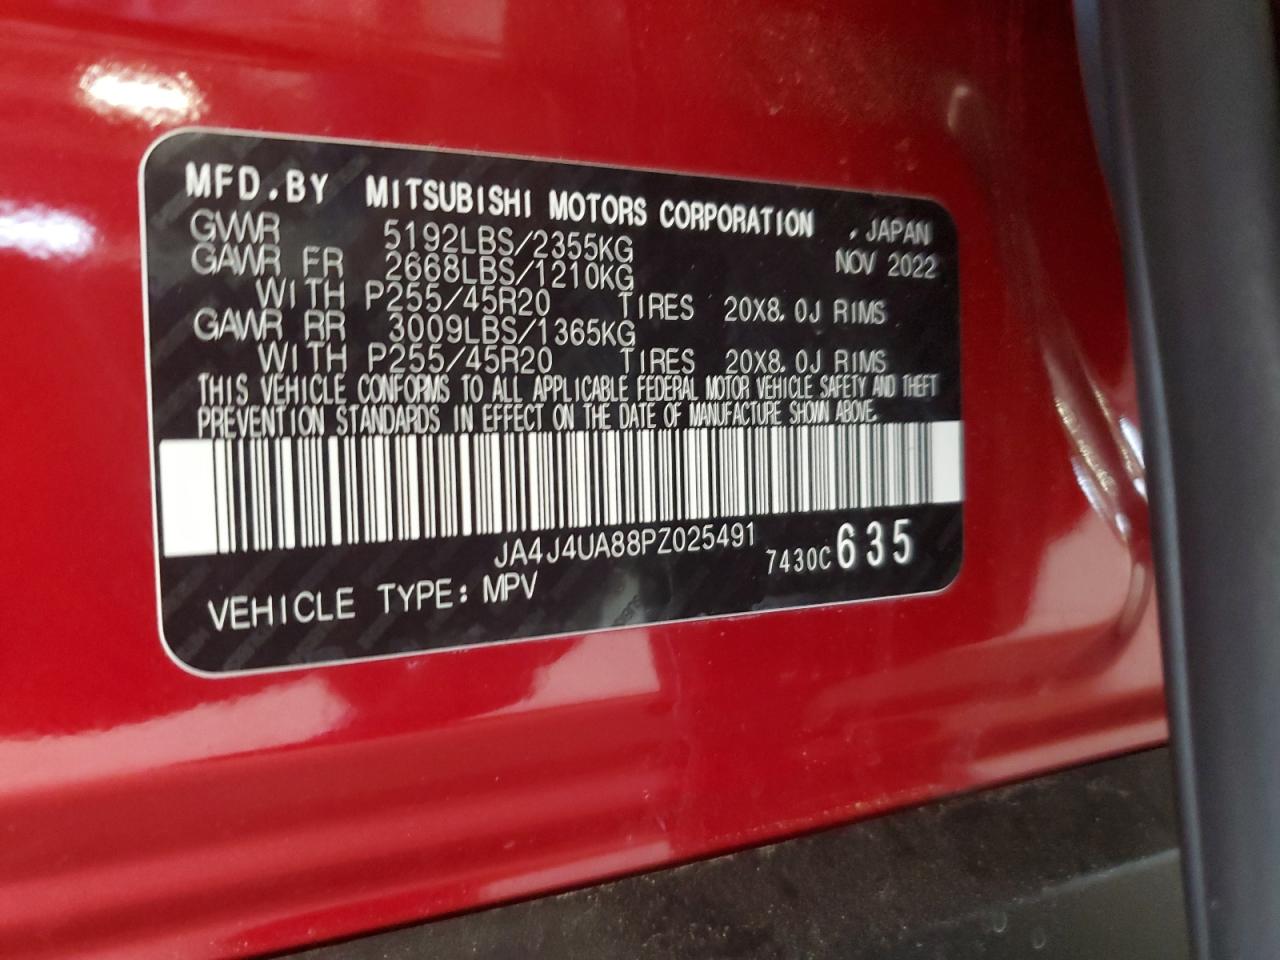 MFD.BY MITSUBISHI MOTORS CORPORATION , JAPAN
GVWR 5192LBS/2355KG NOV 2022
GAWR FR 2668LBS/1210KG
WITH P255/45R20 TIRES 20X8.0J RIMS
GAWR RR 3009LBS/1365KG
WITH P255/45R20 TIRES 20X8.0J RIMS
THIS VEHICLE CONFORMS TO ALL APPLICABLE FEDERAL MOTOR VEHICLE SAFETY AND THEFT
PREVENTION STANDARDS IN EFFECT ON THE DATE OF MANUFACTURE SHOWN ABOVE.
JA4J4UA88PZ025491 7430C 635
VEHICLE TYPE: MPV